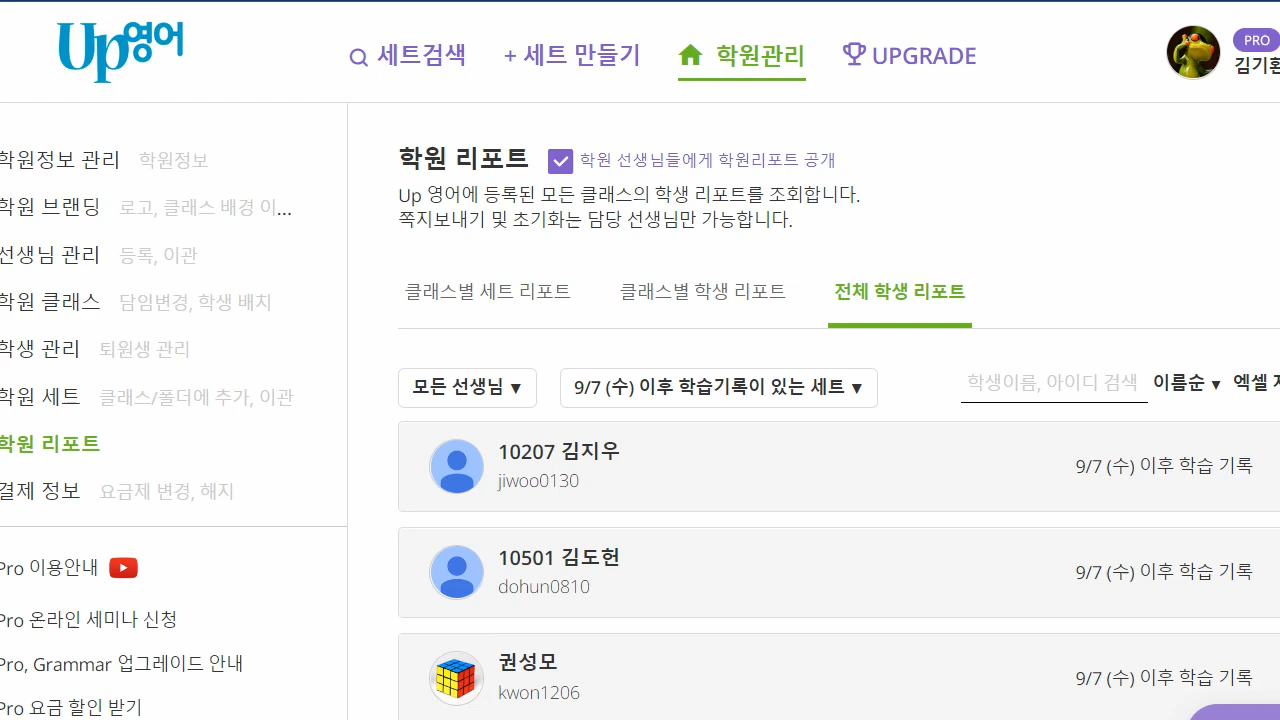 Up영어
세트검색
+ 세트 만들기
학원관리
UPGRADE
PRO
김기환
학원정보 관리 학원정보
학원 브랜딩 로고, 클래스 배경 이...
선생님 관리 등록, 이관
학원 클래스 담임변경, 학생 배치
학생 관리 퇴원생 관리
학원 세트 클래스/폴더에 추가, 이관
학원 리포트
결제 정보 요금제 변경, 해지
Pro 이용안내
Pro 온라인 세미나 신청
Pro, Grammar 업그레이드 안내
Pro 요금 할인 받기
학원 리포트 학원 선생님들에게 학원리포트 공개
Up 영어에 등록된 모든 클래스의 학생 리포트를 조회합니다.
쪽지보내기 및 초기화는 담당 선생님만 가능합니다.
클래스별 세트 리포트 클래스별 학생 리포트 전체 학생 리포트
모든 선생님 ▼ 9/7 (수) 이후 학습기록이 있는 세트 ▼ 학생이름, 아이디 검색 이름순 ▼ 엑셀
10207 김지우
jiwoo0130
9/7 (수) 이후 학습 기록
10501 김도헌
dohun0810
9/7 (수) 이후 학습 기록
권성모
kwon1206
9/7 (수) 이후 학습 기록